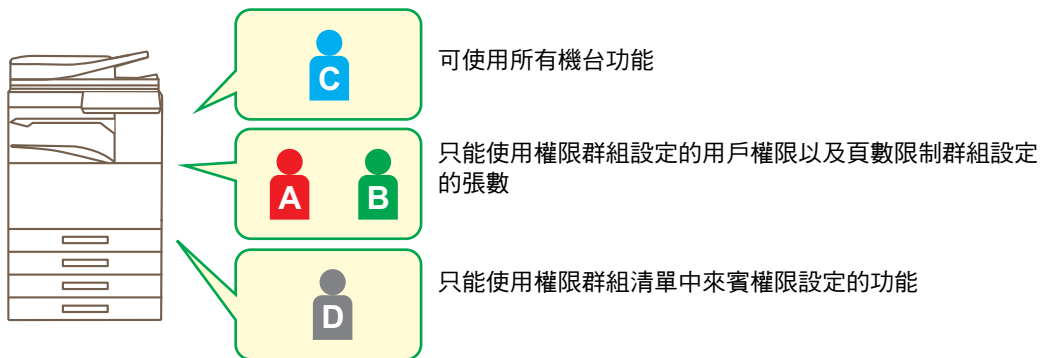 C
可使用所有機台功能
A B
只能使用權限群組設定的用戶權限以及頁數限制群組設定
的張數
D
只能使用權限群組清單中來賓權限設定的功能